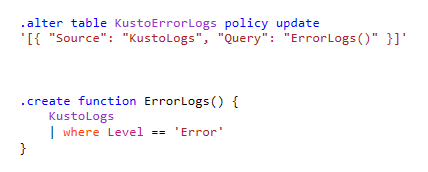 .alter table KustoErrorLogs policy update
'[{ "Source": "KustoLogs", "Query": "ErrorLogs()" }]'
.create function ErrorLogs() {
KustoLogs
| where Level == 'Error'
}